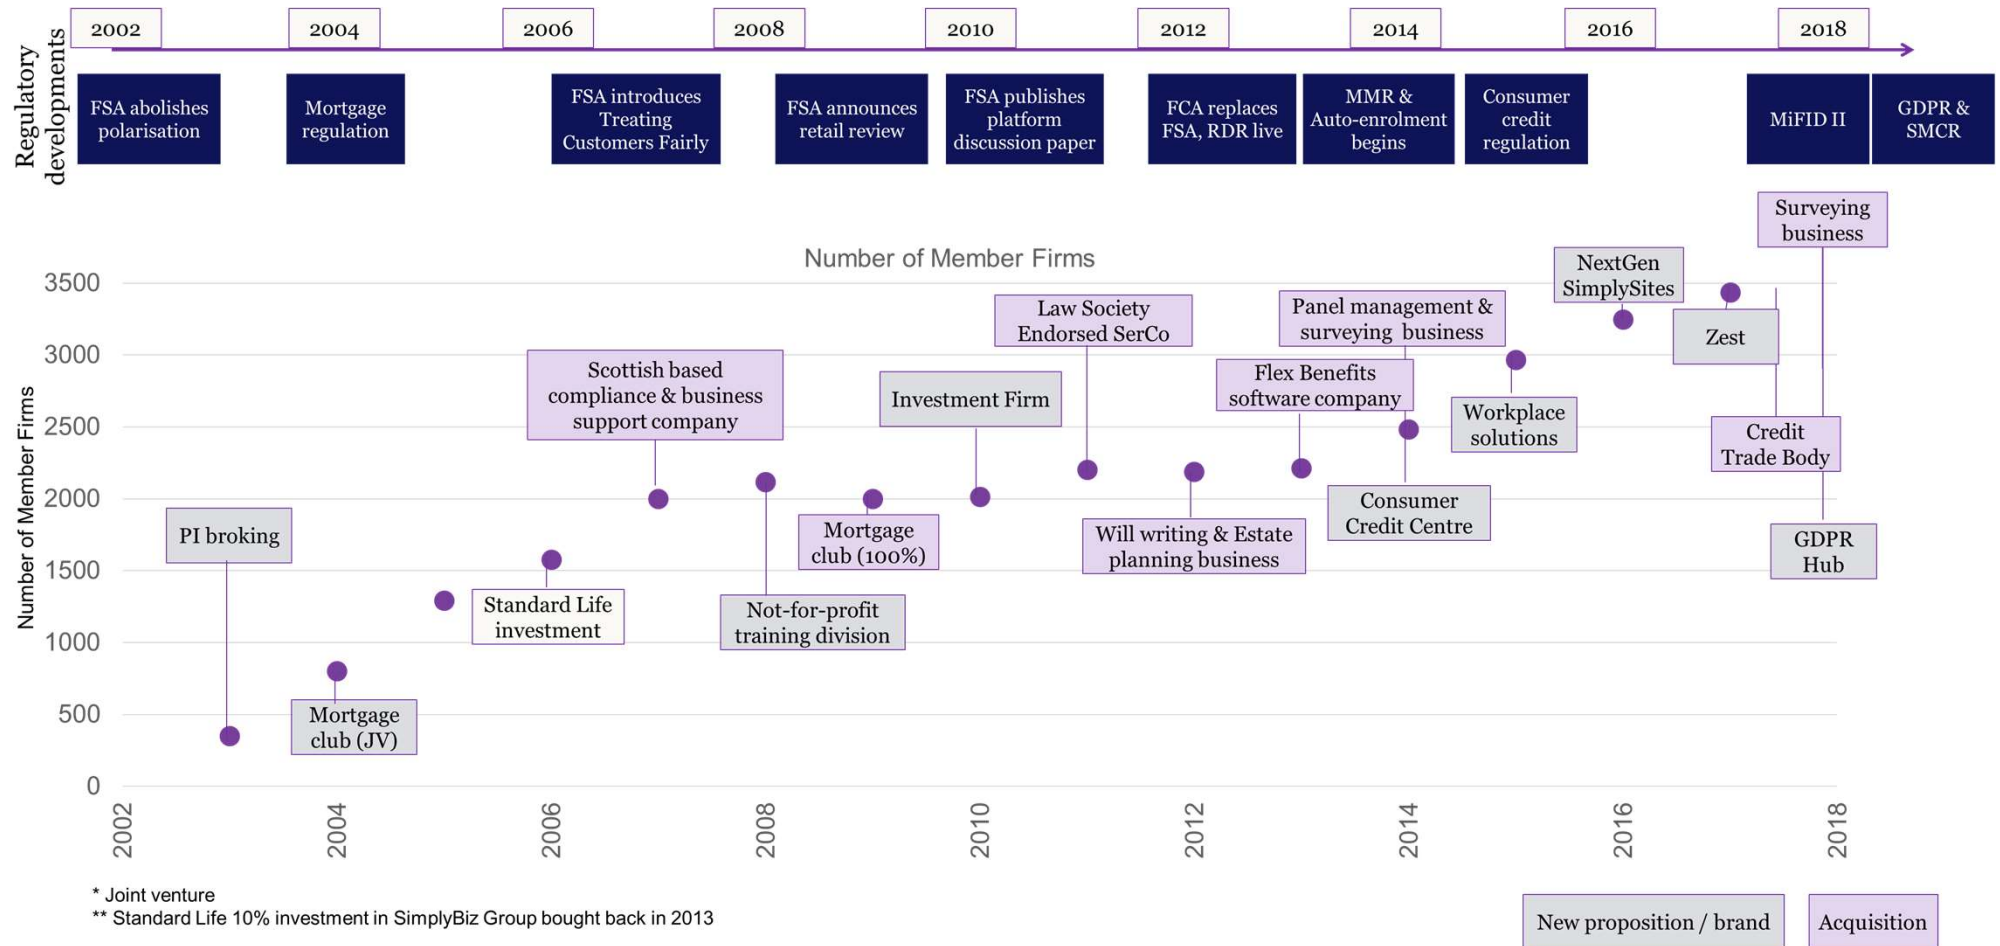 Regulatory
developments
2002
2004
2006
2008
2010
2012
2014
2016
2018
FSA abolishes
polarisation
Mortgage
regulation
FSA introduces
Treating
Customers Fairly
FSA announces
retail review
FSA publishes
platform
discussion paper
FCA replaces
FSA, RDR live
MMR &
Auto-enrolment
begins
Consumer
credit
regulation
MiFID II
GDPR &
SMCR
Number of Member Firms
Number of Member Firms
3500
3000
2500
2000
1500
1000
500
0
PI broking
Mortgage
club (JV)
Standard Life
investment
Scottish based
compliance & business
support company
Not-for-profit
training division
Mortgage
club (100%)
Investment Firm
Law Society
Endorsed SerCo
Will writing & Estate
planning business
Panel management &
surveying business
Flex Benefits
software company
Consumer
Credit Centre
Workplace
solutions
NextGen
SimplySites
Zest
Surveying
business
Credit
Trade Body
GDPR
Hub
2002
2004
2006
2008
2010
2012
2014
2016
2018
* Joint venture
** Standard Life 10% investment in SimplyBiz Group bought back in 2013
New proposition / brand
Acquisition